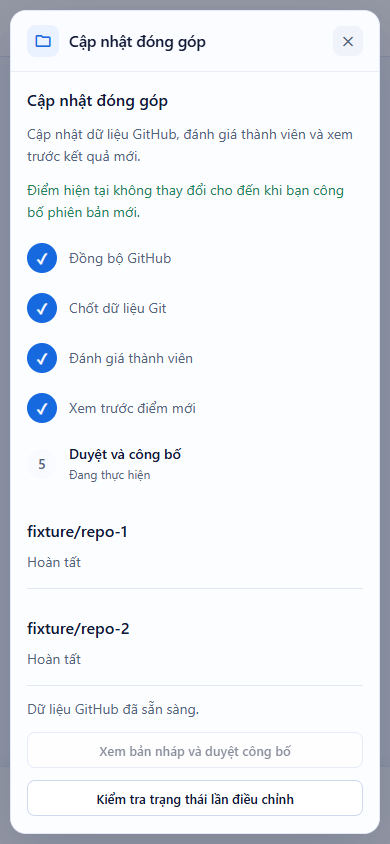 Cập nhật đóng góp
Cập nhật đóng góp
Cập nhật dữ liệu GitHub, đánh giá thành viên và xem
trước kết quả mới.
Điểm hiện tại không thay đổi cho đến khi bạn công
bố phiên bản mới.
Đồng bộ GitHub
Chốt dữ liệu Git
Đánh giá thành viên
Xem trước điểm mới
5
Duyệt và công bố
Đang thực hiện
fixture/repo-1
Hoàn tất
fixture/repo-2
Hoàn tất
Dữ liệu GitHub đã sẵn sàng.
Xem bản nháp và duyệt công bố
Kiểm tra trạng thái lần điều chỉnh